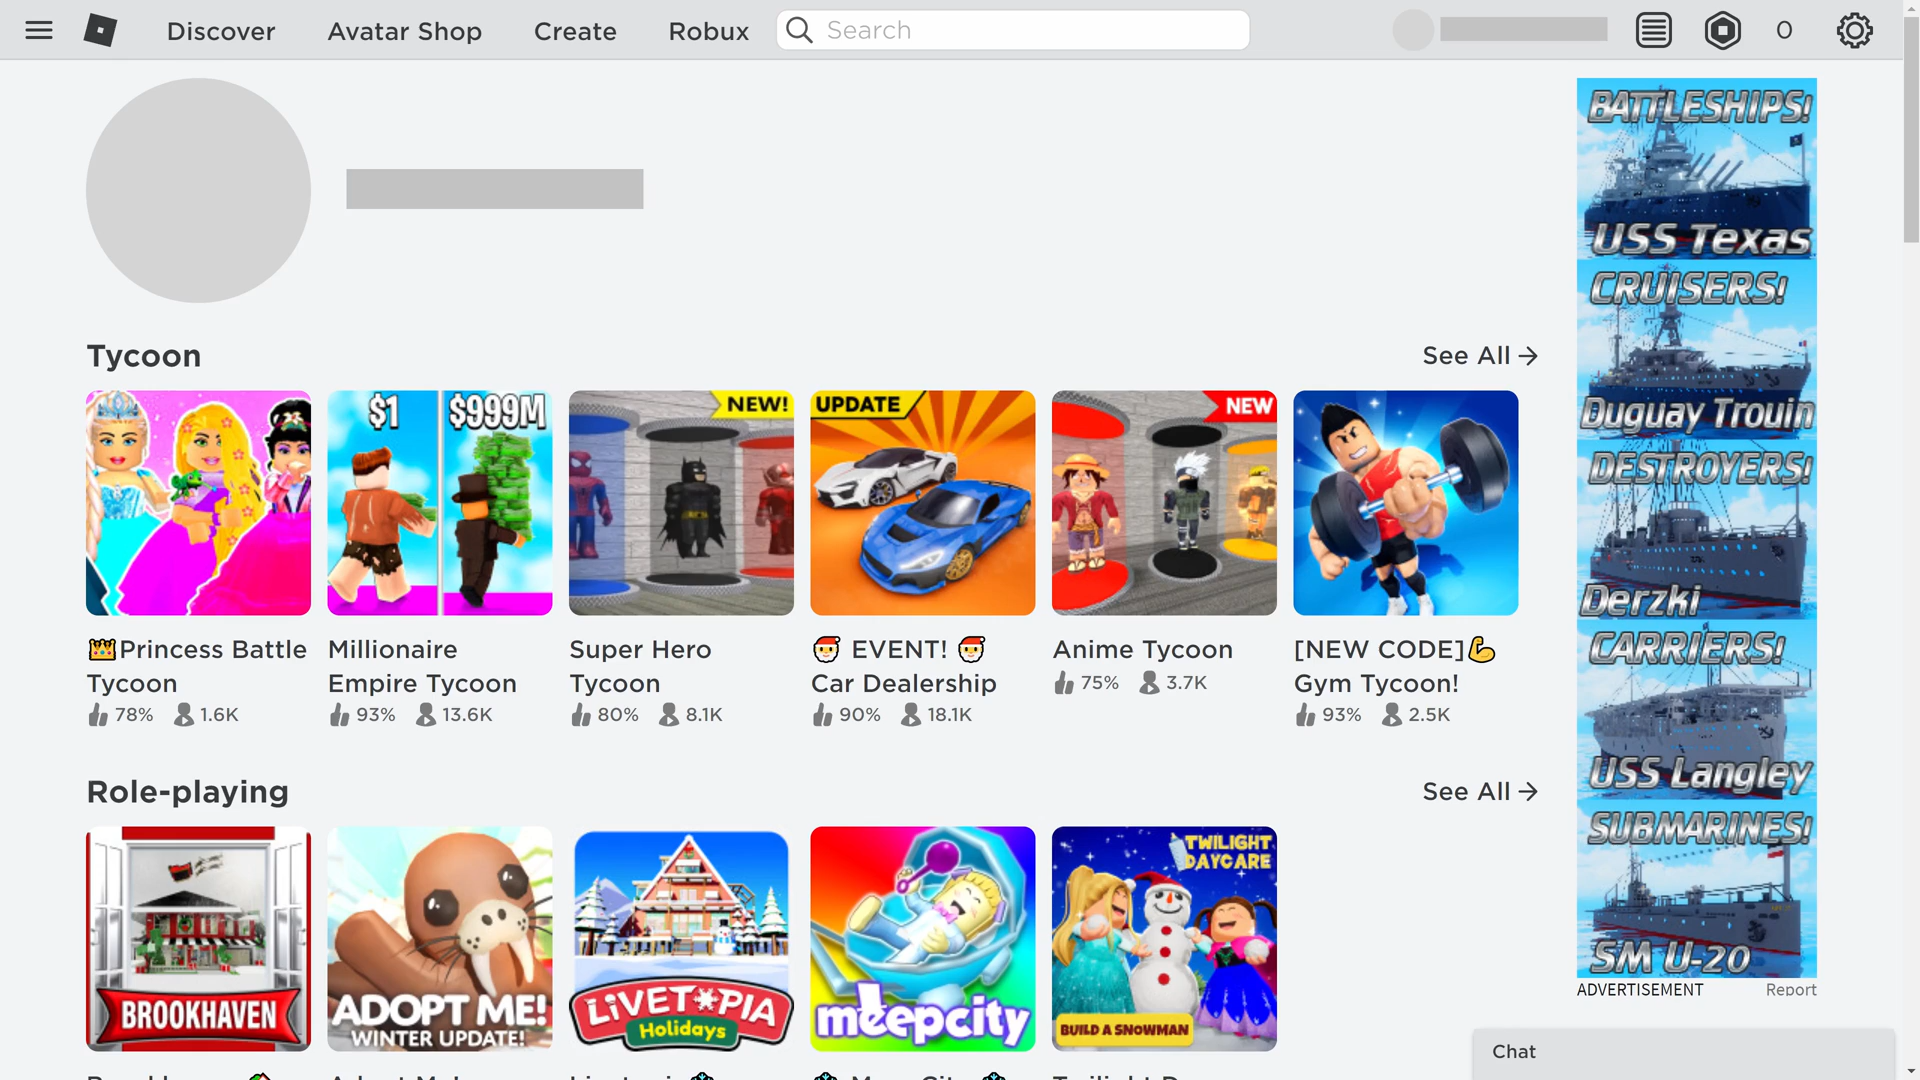 Discover
Avatar Shop
Create
Robux
Search
0
BATTLESHIPS!
USS Texas
CRUISERS!
Duguay Trouin
DESTROYERS!
Derzki
CARRIERS!
USS Langley
SUBMARINES!
SM U-20
ADVERTISEMENT
Report
Tycoon
See All →
$1
$999M
NEW!
UPDATE
NEW
👑Princess Battle
Tycoon
78% 1.6K
Millionaire
Empire Tycoon
93% 13.6K
Super Hero
Tycoon
80% 8.1K
🎅 EVENT! 🎅
Car Dealership
90% 18.1K
Anime Tycoon
75% 3.7K
[NEW CODE]💪
Gym Tycoon!
93% 2.5K
Role-playing
See All →
BROOKHAVEN
ADOPT ME!
WINTER UPDATE!
LIVETOPIA
Holidays
meepcity
TWILIGHT
DAYCARE
BUILD A SNOWMAN
Chat